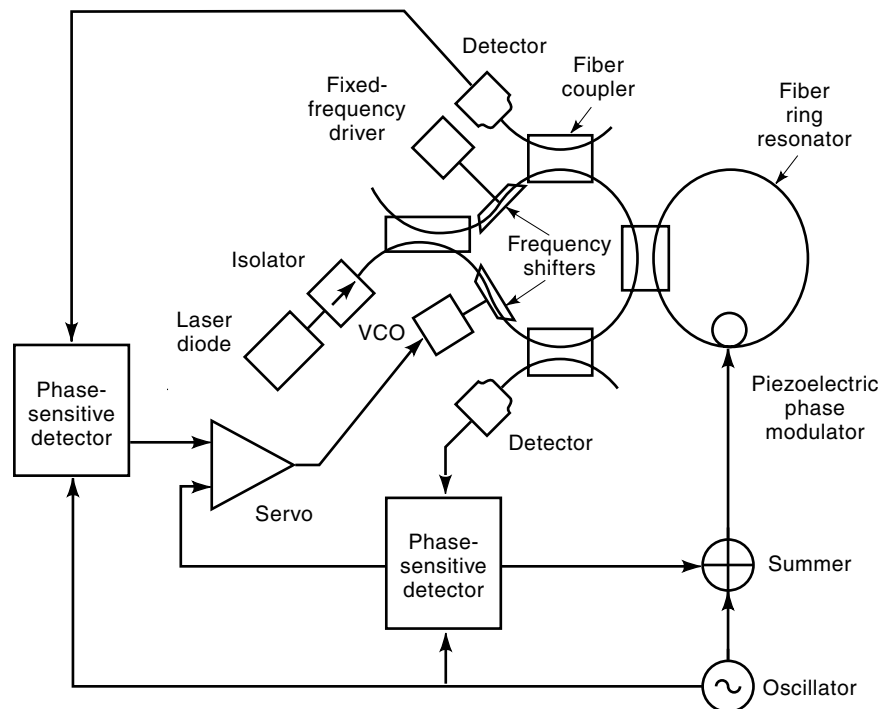 Detector
Fixed-
frequency
driver
Fiber
coupler
Fiber
ring
resonator
Isolator
Frequency
shifters
Laser
diode
VCO
Phase-
sensitive
detector
Piezoelectric
phase
modulator
Detector
Servo
Phase-
sensitive
detector
Summer
Oscillator